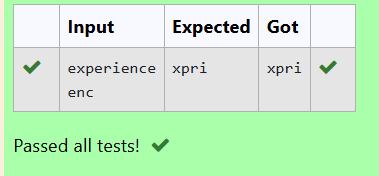 Input Expected Got
experience xpri xpri
enc
Passed all tests!